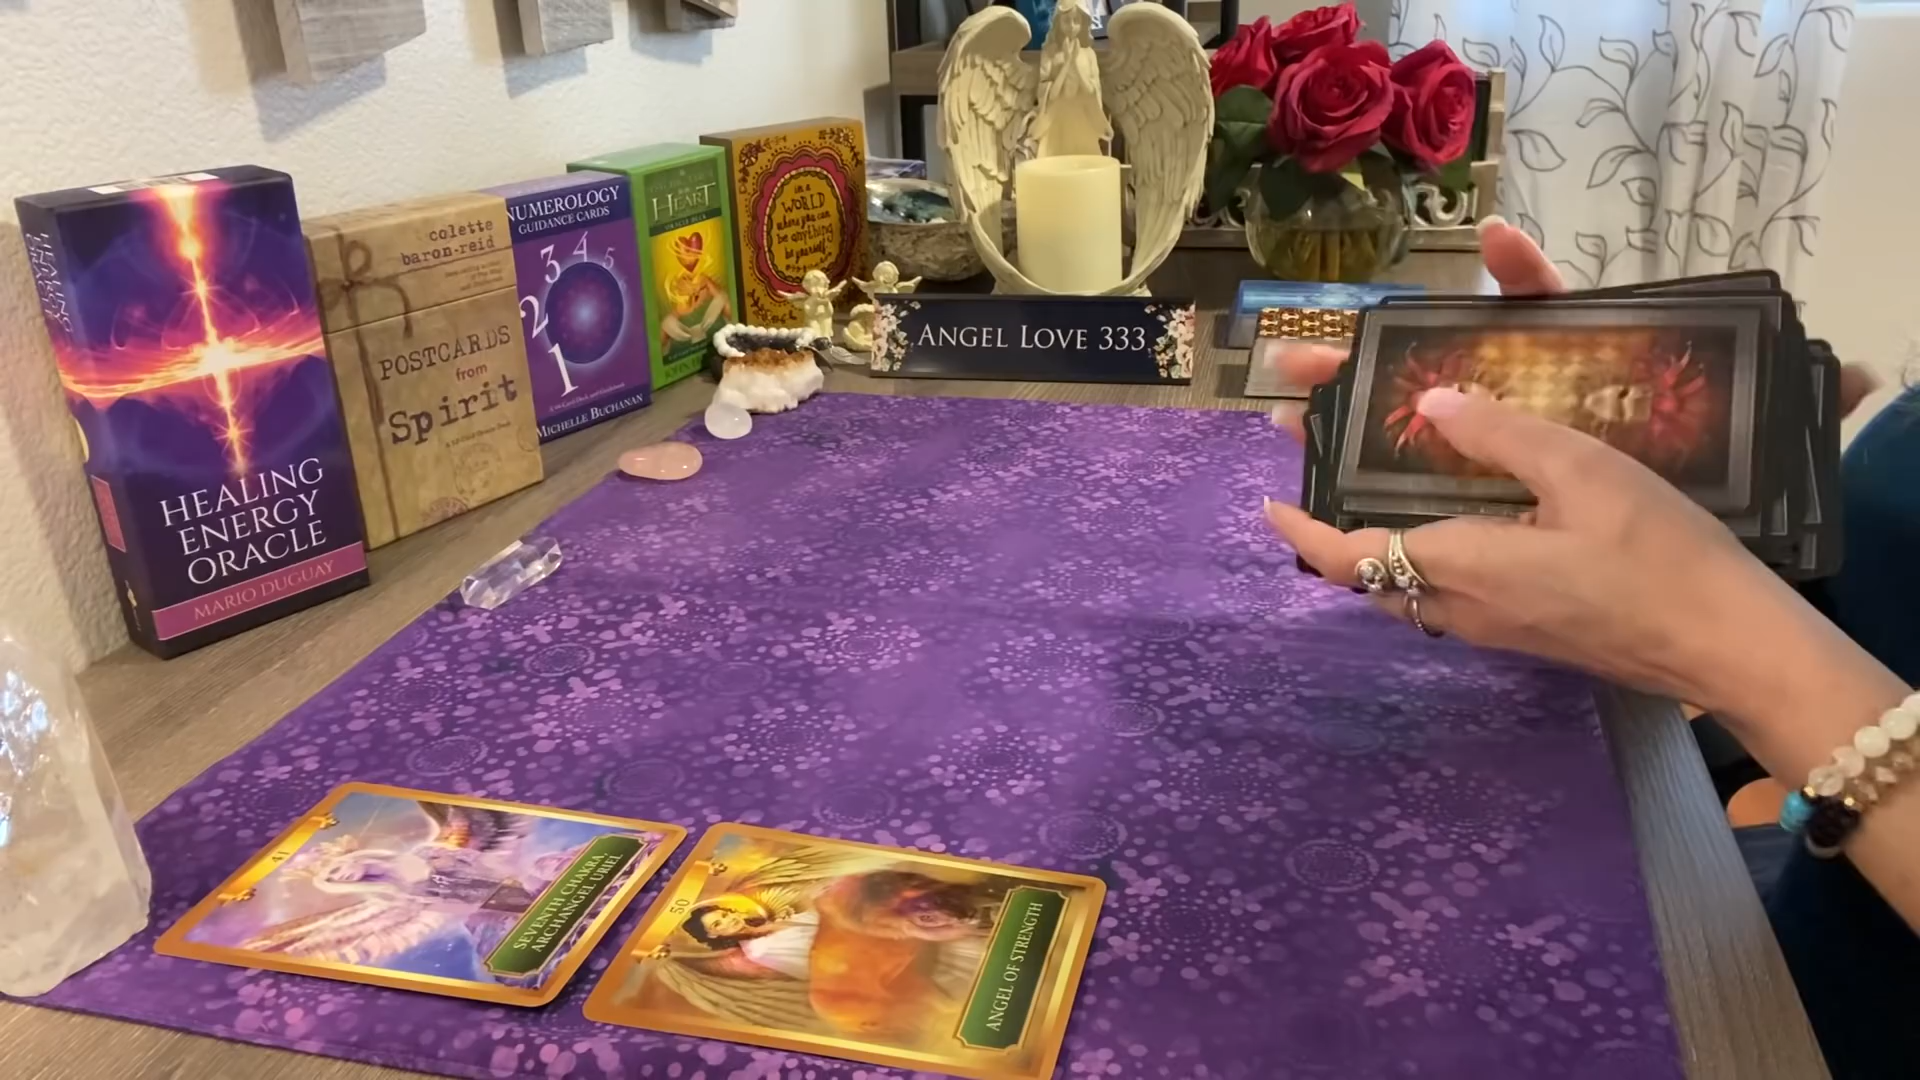 HEALING
ENERGY
ORACLE
MARIO DUGUAY
colette
baron-reid
POSTCARDS
from
Spirit
NUMEROLOGY
GUIDANCE CARDS
1
2
3
4
5
MICHELLE BUCHANAN
HEART
in a
WORLD
where you can
be anything
be yourself
ANGEL LOVE 333
41
SEVENTH CHAKRA,
ARCHANGEL URIEL
50
ANGEL OF STRENGTH